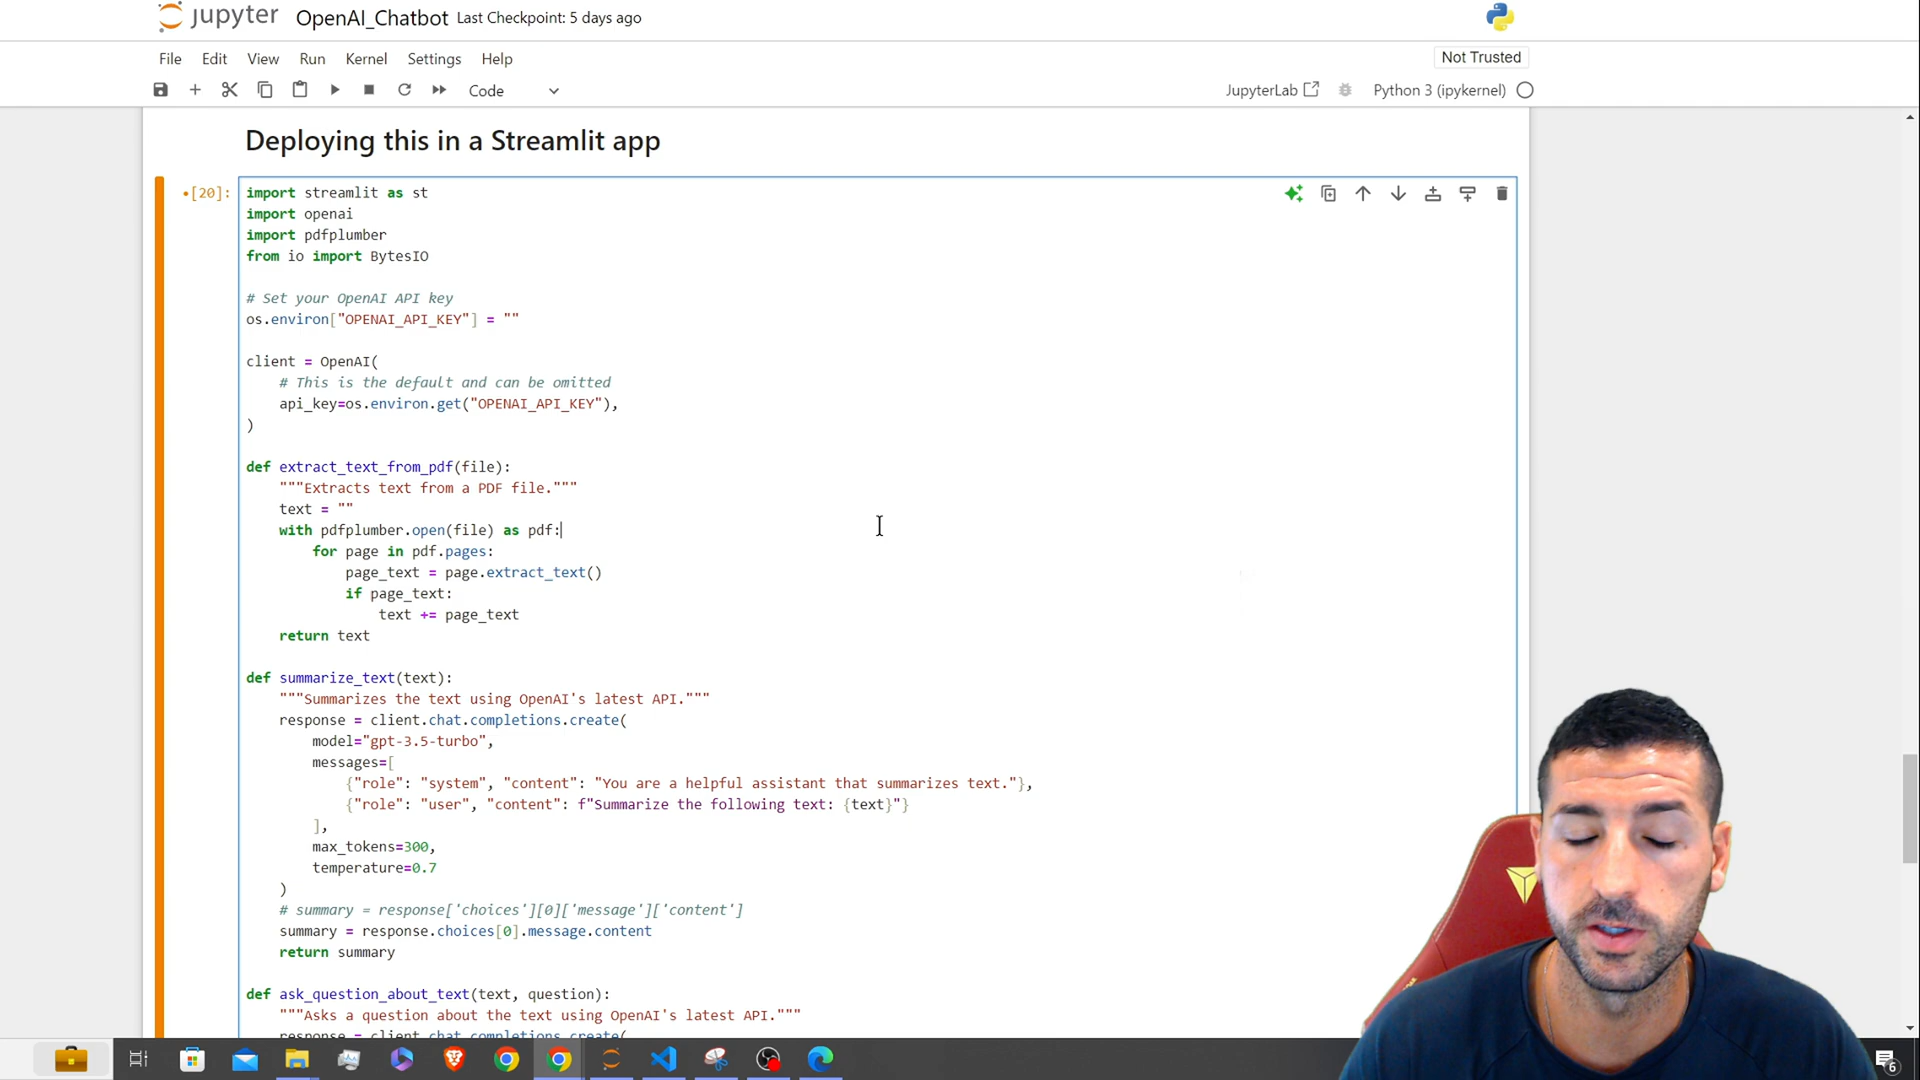 jupyter OpenAI_Chatbot Last Checkpoint: 5 days ago
File Edit View Run Kernel Settings Help Not Trusted
Code JupyterLab Python 3 (ipykernel)
Deploying this in a Streamlit app
•[20]: import streamlit as st
import openai
import pdfplumber
from io import BytesIO
# Set your OpenAI API key
os.environ["OPENAI_API_KEY"] = ""
client = OpenAI(
# This is the default and can be omitted
api_key=os.environ.get("OPENAI_API_KEY"),
)
def extract_text_from_pdf(file):
"""Extracts text from a PDF file."""
text = ""
with pdfplumber.open(file) as pdf:
for page in pdf.pages:
page_text = page.extract_text()
if page_text:
text += page_text
return text
def summarize_text(text):
"""Summarizes the text using OpenAI's latest API."""
response = client.chat.completions.create(
model="gpt-3.5-turbo",
messages=[
{"role": "system", "content": "You are a helpful assistant that summarizes text."},
{"role": "user", "content": f"Summarize the following text: {text}"}
],
max_tokens=300,
temperature=0.7
)
# summary = response['choices'][0]['message']['content']
summary = response.choices[0].message.content
return summary
def ask_question_about_text(text, question):
"""Asks a question about the text using OpenAI's latest API."""
response = client.chat.completions.create(
6